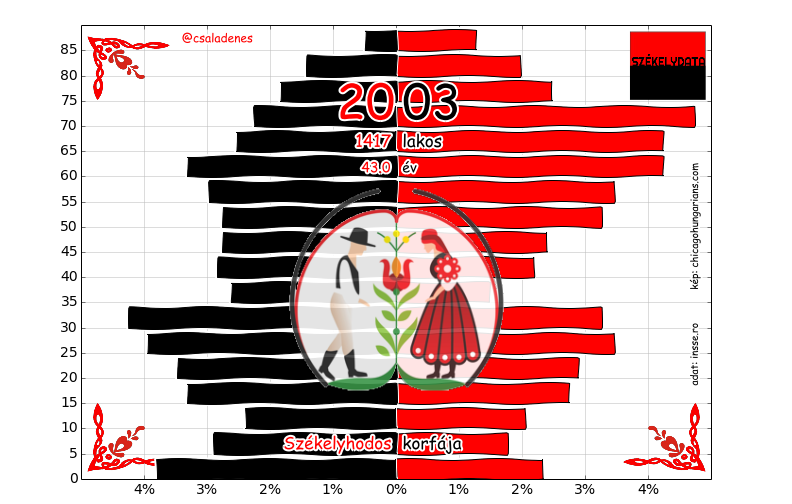 @csaladenes
SZÉKELYDATA
2003
1417 lakos
43.0 év
kép: chicagohungarians.com
adat: insse.ro
Székelyhodos korfája
85
80
75
70
65
60
55
50
45
40
35
30
25
20
15
10
5
0
4% 3% 2% 1% 0% 1% 2% 3% 4%